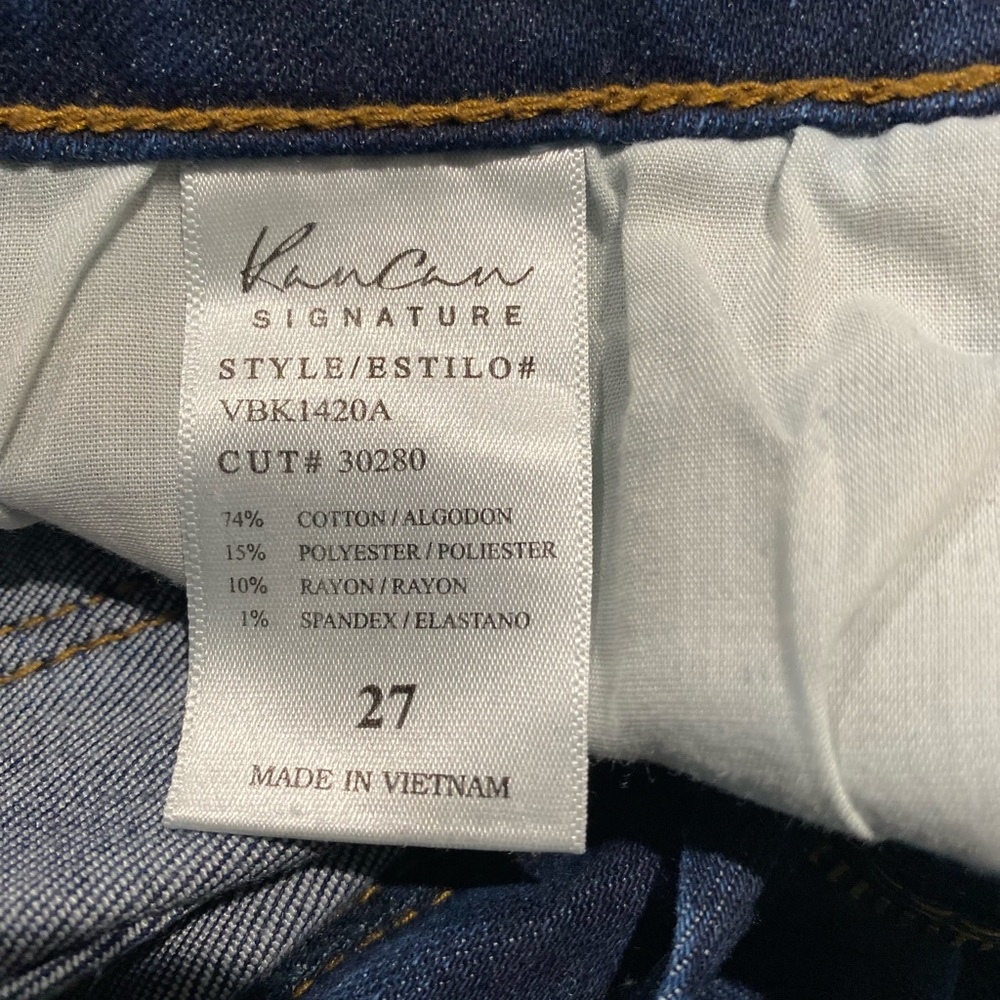 KanCan
SIGNATURE
STYLE/ESTILO#
VBK1420A
CUT# 30280
74% COTTON / ALGODON
15% POLYESTER / POLIESTER
10% RAYON / RAYON
1% SPANDEX / ELASTANO
27
MADE IN VIETNAM